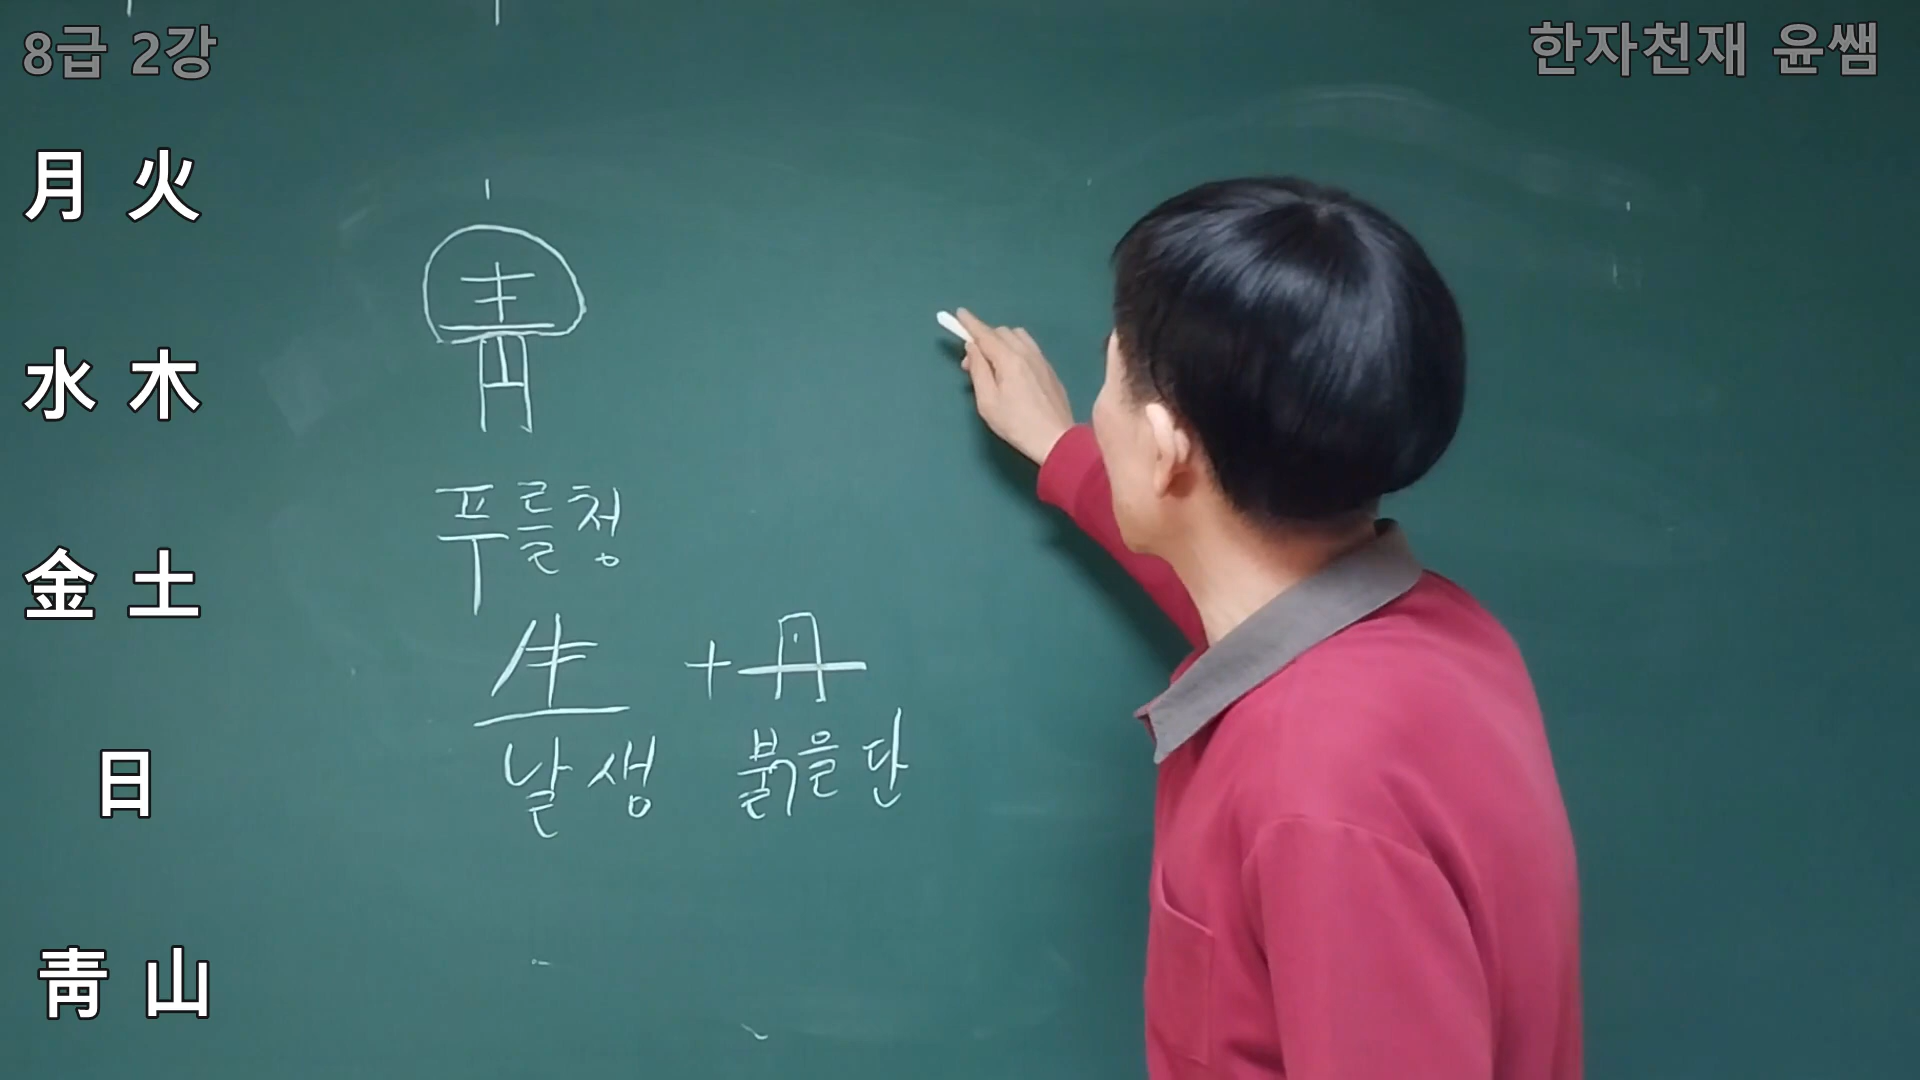 8급 2강
한자천재 윤쌤
月 火
水 木
金 土
日
靑 山
靑
푸를청
生 + 丹
날 생 붉을 단